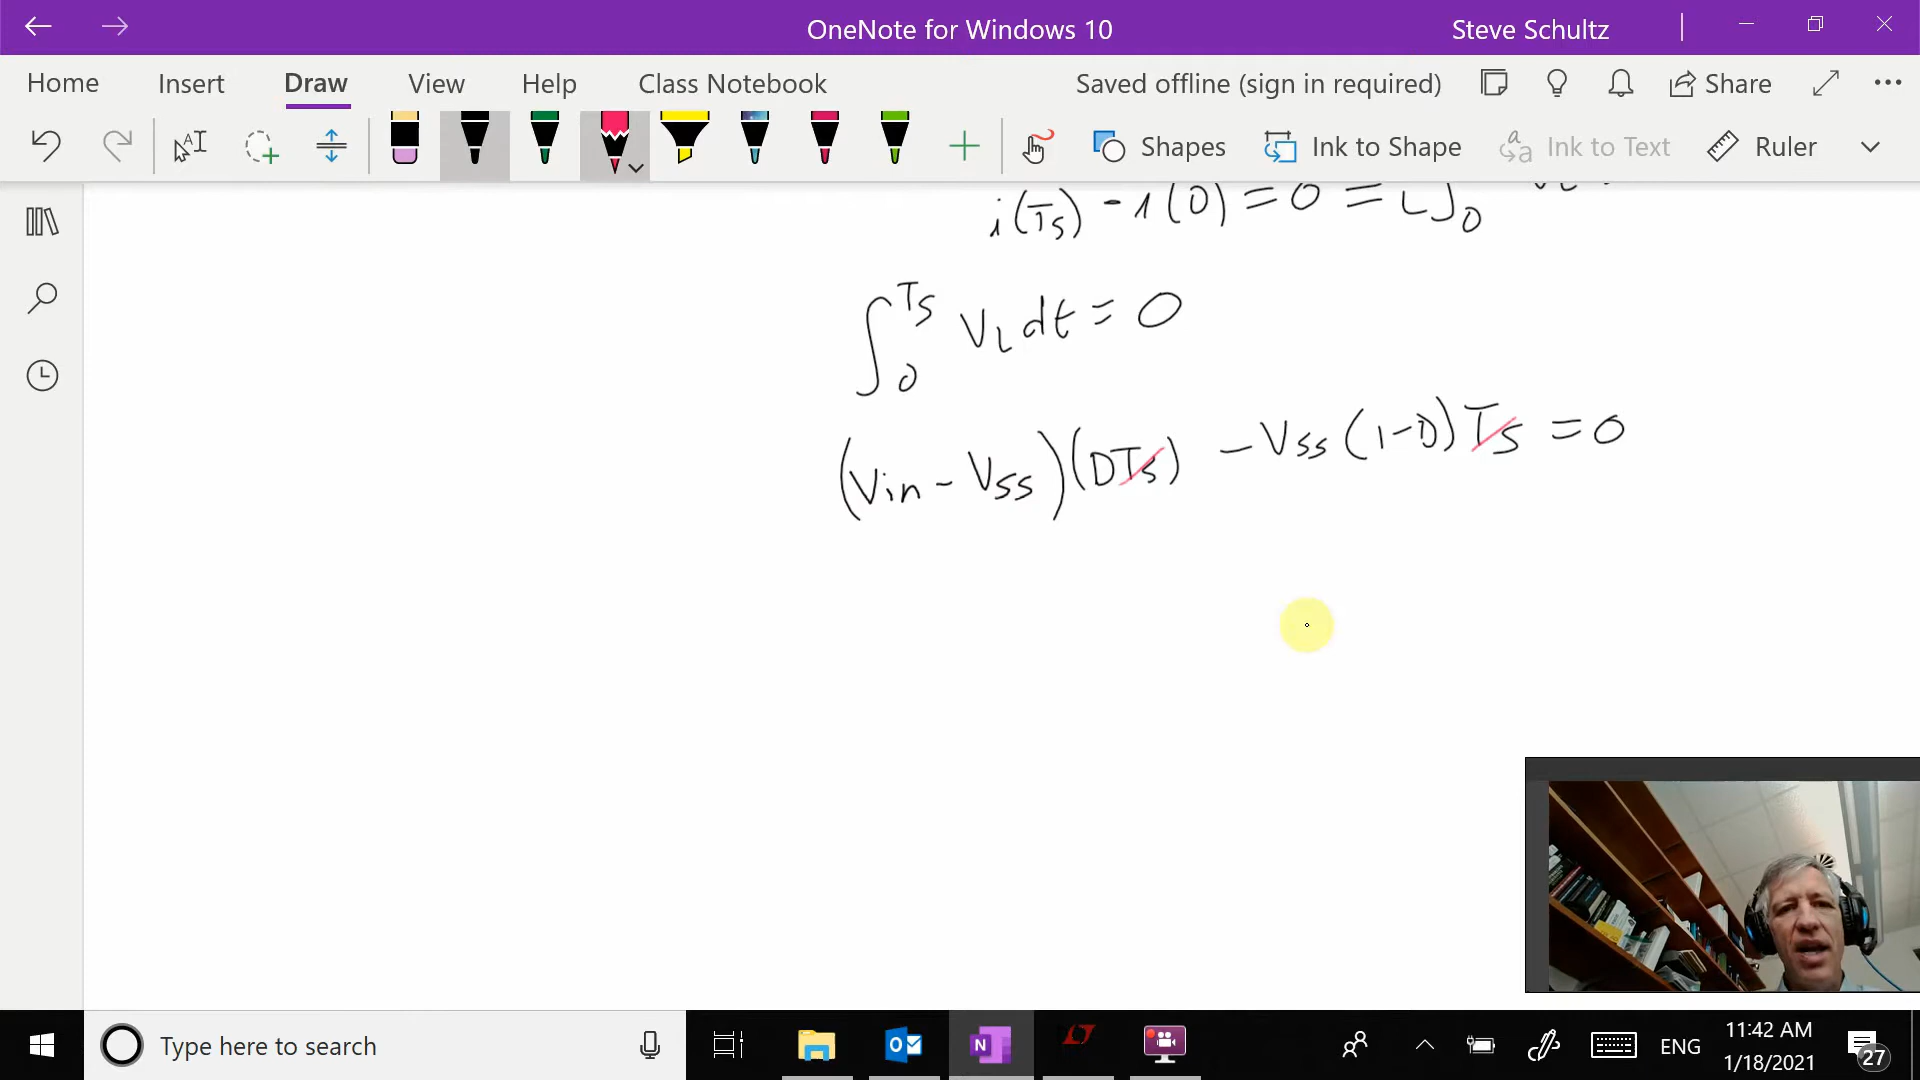 OneNote for Windows 10
Steve Schultz
Home Insert Draw View Help Class Notebook
Saved offline (sign in required) Share
Shapes Ink to Shape Ink to Text Ruler
i(Ts) - i(0) = 0 = L∫0
∫0^Ts VL dt = 0
(Vin - Vss)(DTs) - Vss(1-D)Ts = 0
Type here to search
ENG
11:42 AM
1/18/2021
27